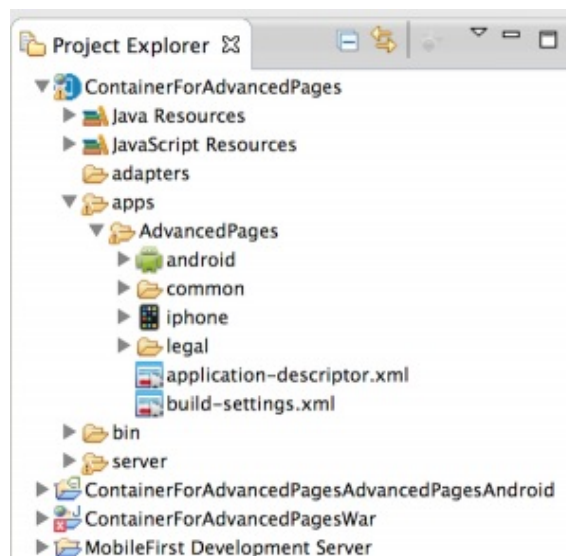 Project Explorer
ContainerForAdvancedPages
Java Resources
JavaScript Resources
adapters
apps
AdvancedPages
android
common
iphone
legal
application-descriptor.xml
build-settings.xml
bin
server
ContainerForAdvancedPagesAdvancedPagesAndroid
ContainerForAdvancedPagesWar
MobileFirst Development Server